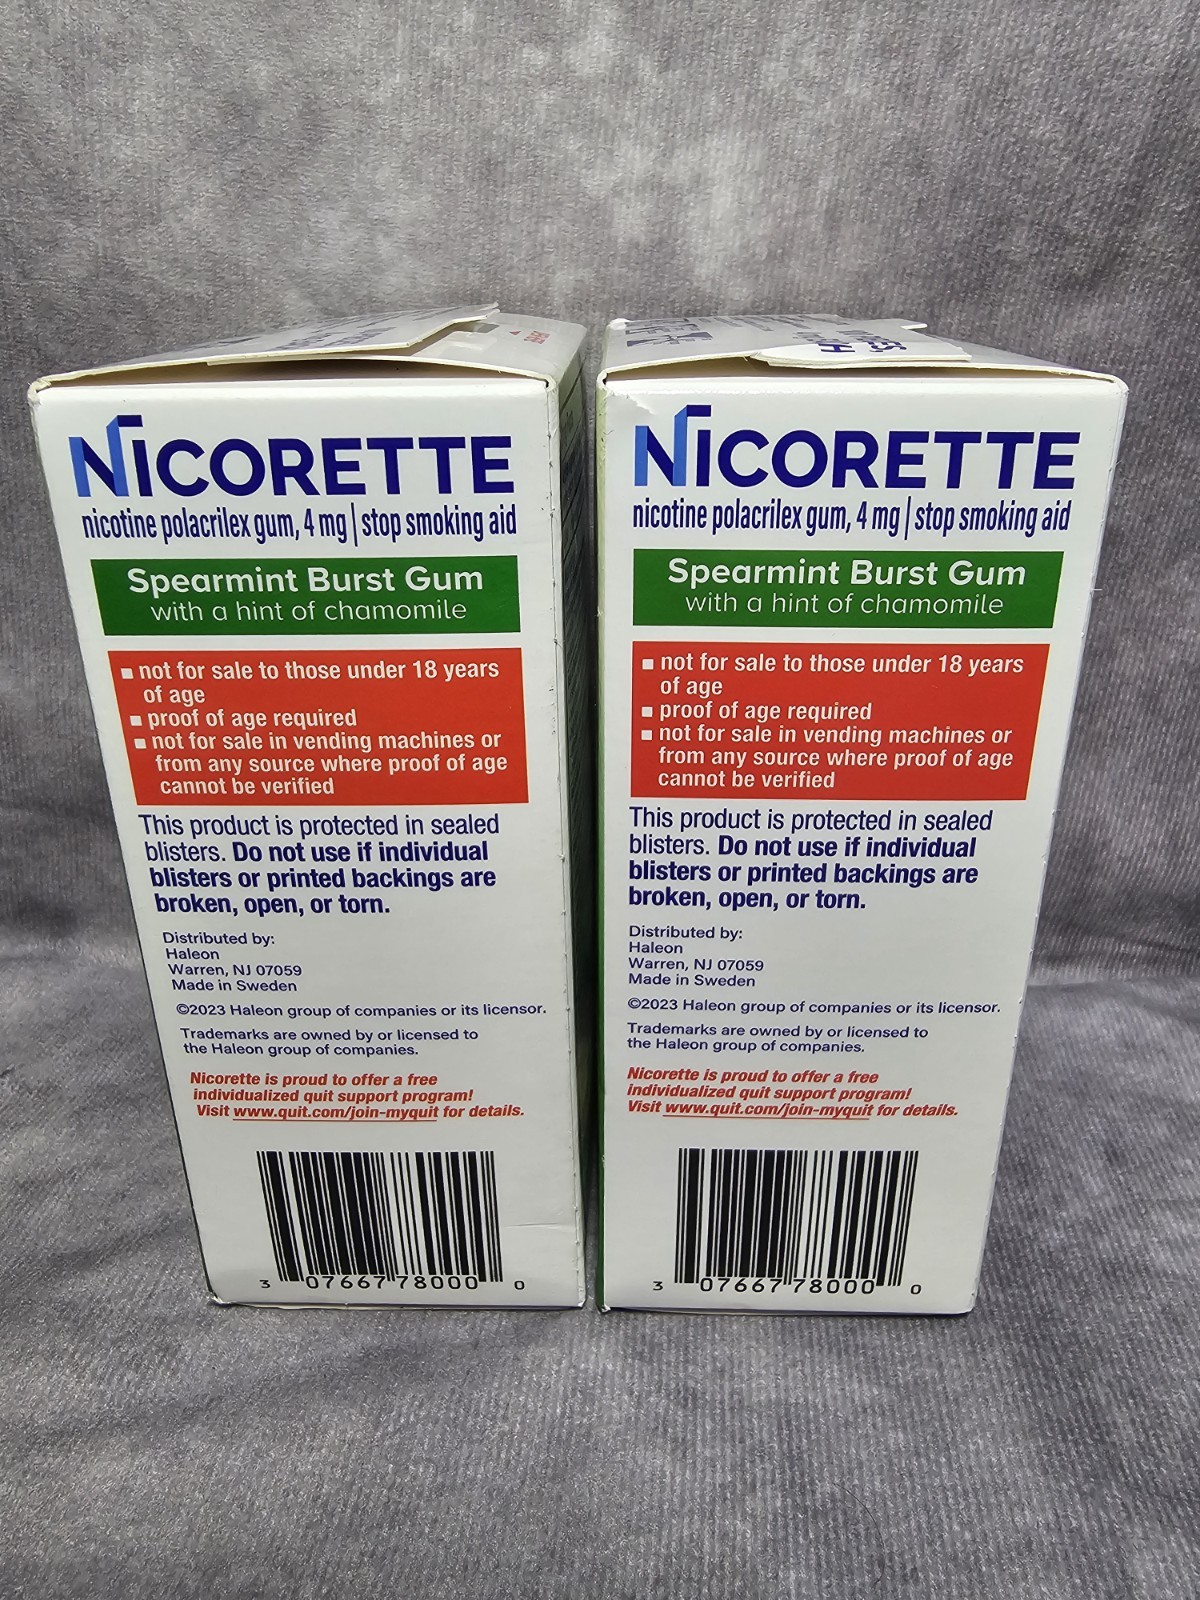 NICORETTE
nicotine polacrilex gum, 4 mg | stop smoking aid
Spearmint Burst Gum
with a hint of chamomile
▪ not for sale to those under 18 years
of age
▪ proof of age required
▪ not for sale in vending machines or
from any source where proof of age
cannot be verified
This product is protected in sealed
blisters. Do not use if individual
blisters or printed backings are
broken, open, or torn.
Distributed by:
Haleon
Warren, NJ 07059
Made in Sweden
©2023 Haleon group of companies or its licensor.
Trademarks are owned by or licensed to
the Haleon group of companies.
Nicorette is proud to offer a free
individualized quit support program!
Visit www.quit.com/join-myquit for details.
3 07667 78000 0
NICORETTE
nicotine polacrilex gum, 4 mg | stop smoking aid
Spearmint Burst Gum
with a hint of chamomile
▪ not for sale to those under 18 years
of age
▪ proof of age required
▪ not for sale in vending machines or
from any source where proof of age
cannot be verified
This product is protected in sealed
blisters. Do not use if individual
blisters or printed backings are
broken, open, or torn.
Distributed by:
Haleon
Warren, NJ 07059
Made in Sweden
©2023 Haleon group of companies or its licensor.
Trademarks are owned by or licensed to
the Haleon group of companies.
Nicorette is proud to offer a free
individualized quit support program!
Visit www.quit.com/join-myquit for details.
3 07667 78000 0